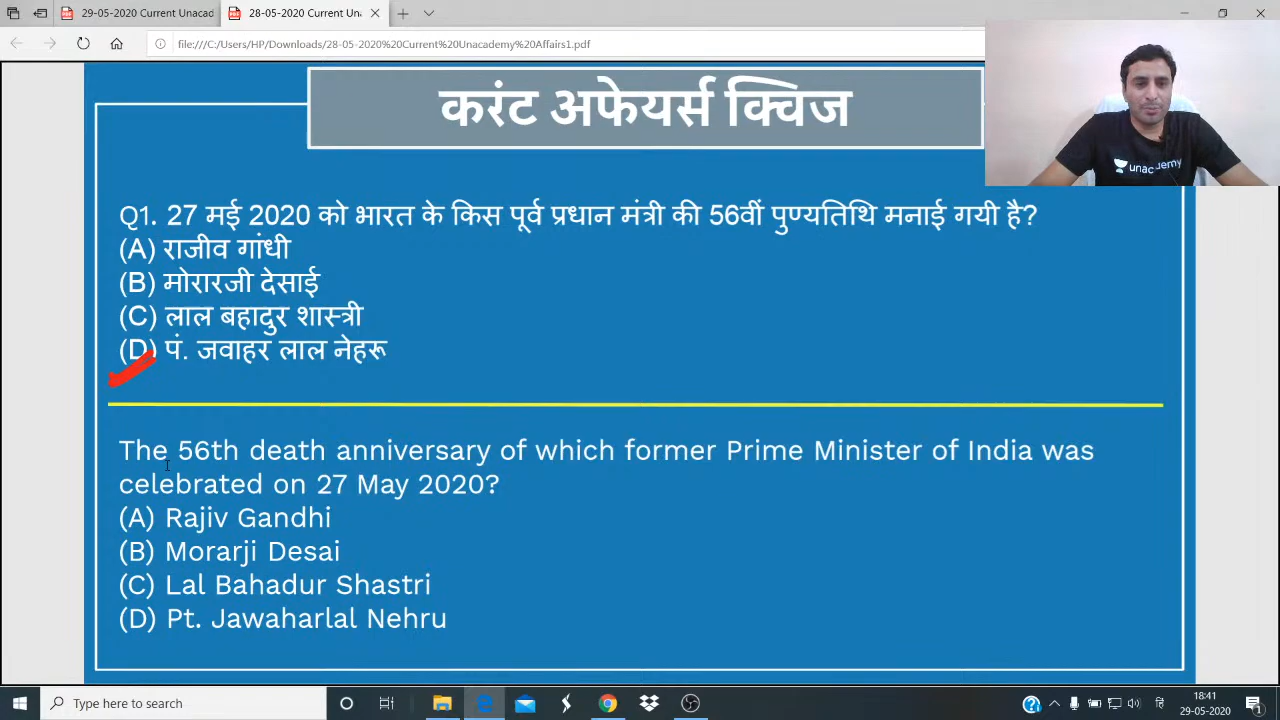 29-05-2020 Current Unacad
28-05-2020 Current Una
file:///C:/Users/HP/Downloads/28-05-2020%20Current%20Unacademy%20Affairs1.pdf
करंट अफेयर्स क्विज
unacademy
Q1. 27 मई 2020 को भारत के किस पूर्व प्रधान मंत्री की 56वीं पुण्यतिथि मनाई गयी है?
(A) राजीव गांधी
(B) मोरारजी देसाई
(C) लाल बहादुर शास्त्री
(D) पं. जवाहर लाल नेहरू
The 56th death anniversary of which former Prime Minister of India was
celebrated on 27 May 2020?
(A) Rajiv Gandhi
(B) Morarji Desai
(C) Lal Bahadur Shastri
(D) Pt. Jawaharlal Nehru
Type here to search
हि
18:41
29-05-2020
1